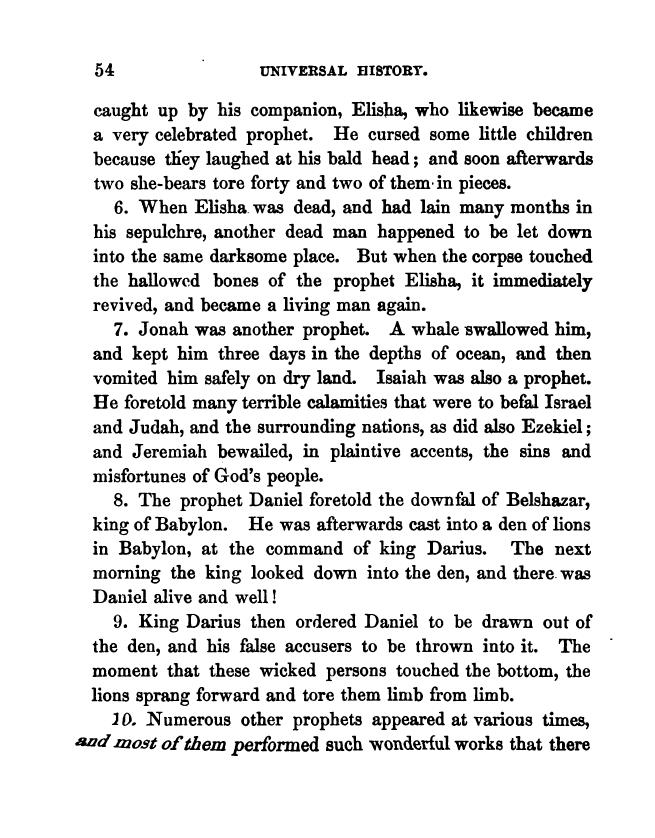 54 UNIVERSAL HISTORY.
caught up by his companion, Elisha, who likewise became
a very celebrated prophet. He cursed some little children
because they laughed at his bald head; and soon afterwards
two she-bears tore forty and two of them in pieces.
6. When Elisha was dead, and had lain many months in
his sepulchre, another dead man happened to be let down
into the same darksome place. But when the corpse touched
the hallowed bones of the prophet Elisha, it immediately
revived, and became a living man again.
7. Jonah was another prophet. A whale swallowed him,
and kept him three days in the depths of ocean, and then
vomited him safely on dry land. Isaiah was also a prophet.
He foretold many terrible calamities that were to befal Israel
and Judah, and the surrounding nations, as did also Ezekiel;
and Jeremiah bewailed, in plaintive accents, the sins and
misfortunes of God's people.
8. The prophet Daniel foretold the downfal of Belshazar,
king of Babylon. He was afterwards cast into a den of lions
in Babylon, at the command of king Darius. The next
morning the king looked down into the den, and there was
Daniel alive and well!
9. King Darius then ordered Daniel to be drawn out of
the den, and his false accusers to be thrown into it. The
moment that these wicked persons touched the bottom, the
lions sprang forward and tore them limb from limb.
10. Numerous other prophets appeared at various times,
and most of them performed such wonderful works that there